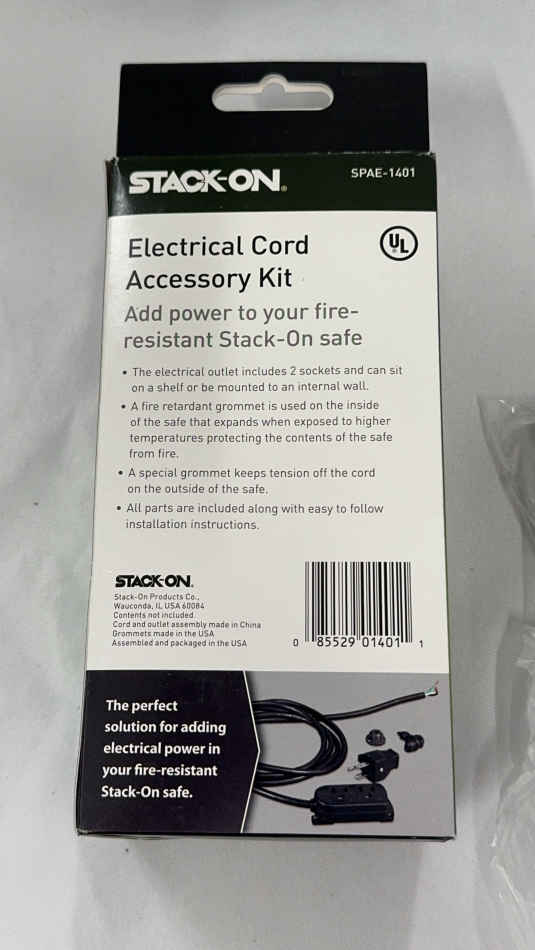 STACK-ON®
SPAE-1401
Electrical Cord
Accessory Kit
UL
Add power to your fire-
resistant Stack-On safe
• The electrical outlet includes 2 sockets and can sit
on a shelf or be mounted to an internal wall.
• A fire retardant grommet is used on the inside
of the safe that expands when exposed to higher
temperatures protecting the contents of the safe
from fire.
• A special grommet keeps tension off the cord
on the outside of the safe.
• All parts are included along with easy to follow
installation instructions.
STACK-ON®
Stack-On Products Co.,
Wauconda, IL USA 60084
Contents not included
Cord and outlet assembly made in China
Grommets made in the USA
Assembled and packaged in the USA
0 85529 01401 1
The perfect
solution for adding
electrical power in
your fire-resistant
Stack-On safe.